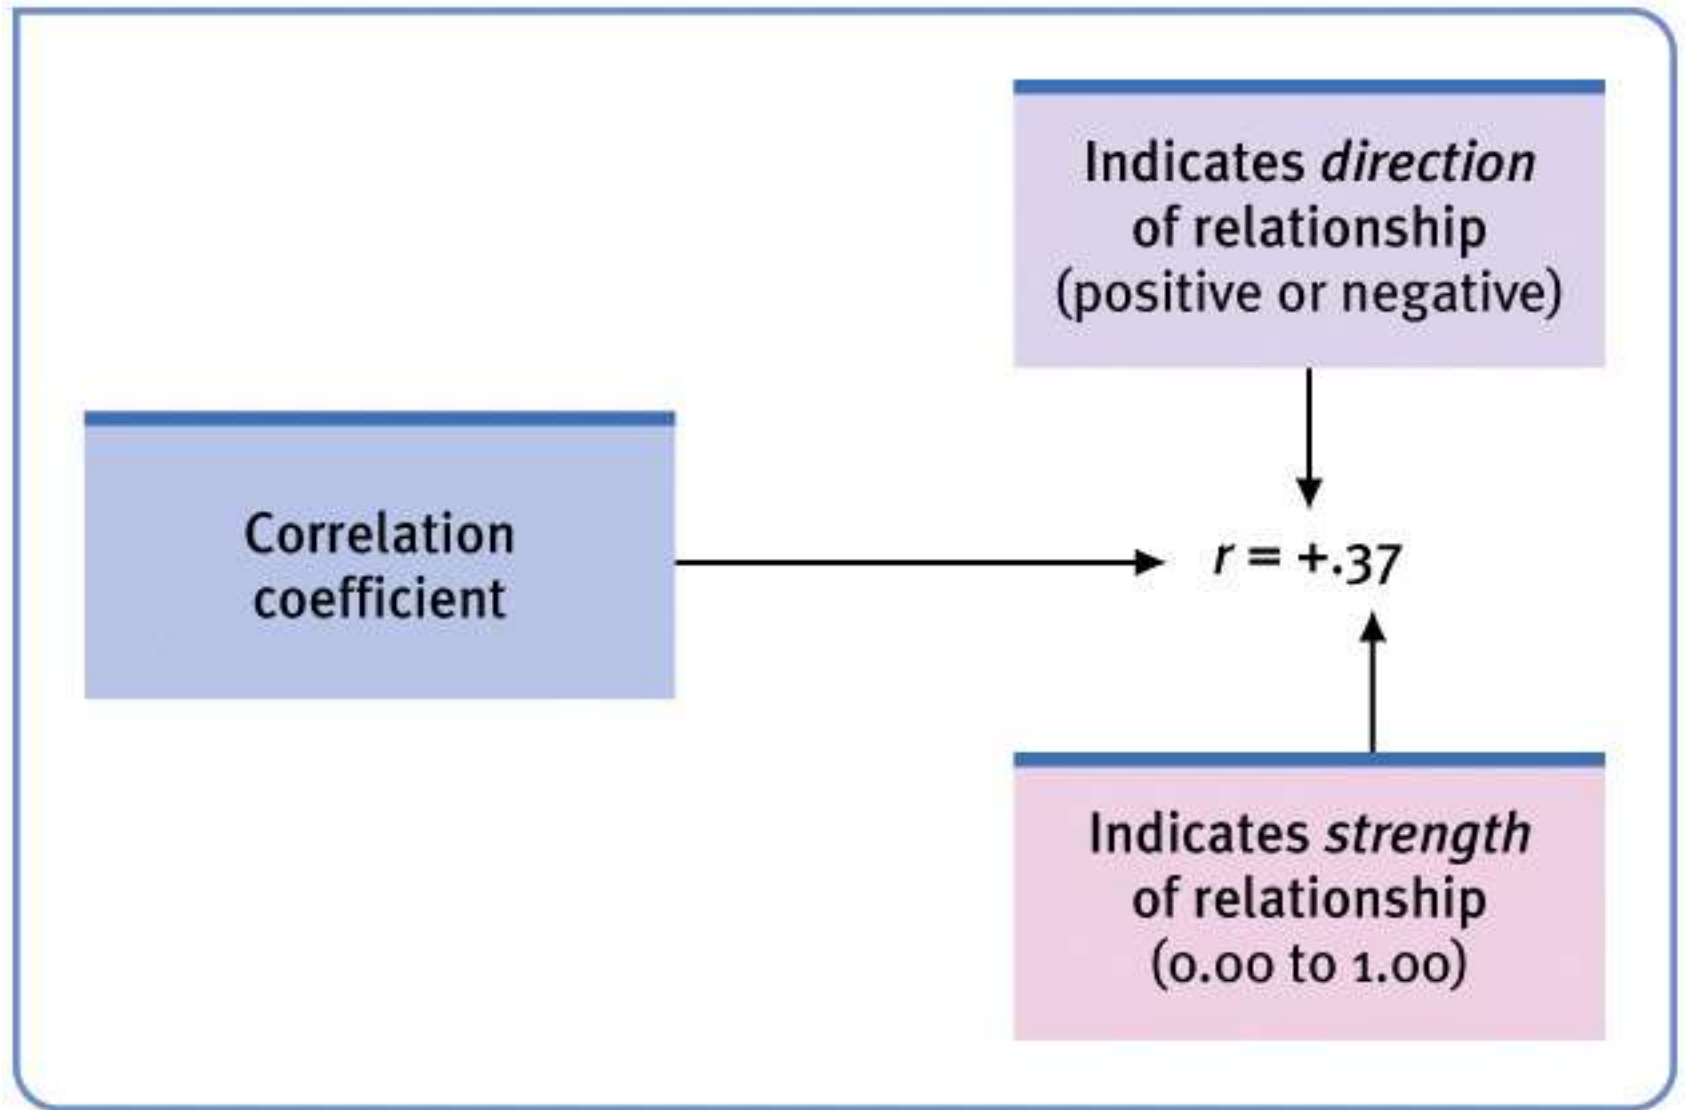 Indicates direction
of relationship
(positive or negative)
Correlation
coefficient
r = +.37
Indicates strength
of relationship
(0.00 to 1.00)